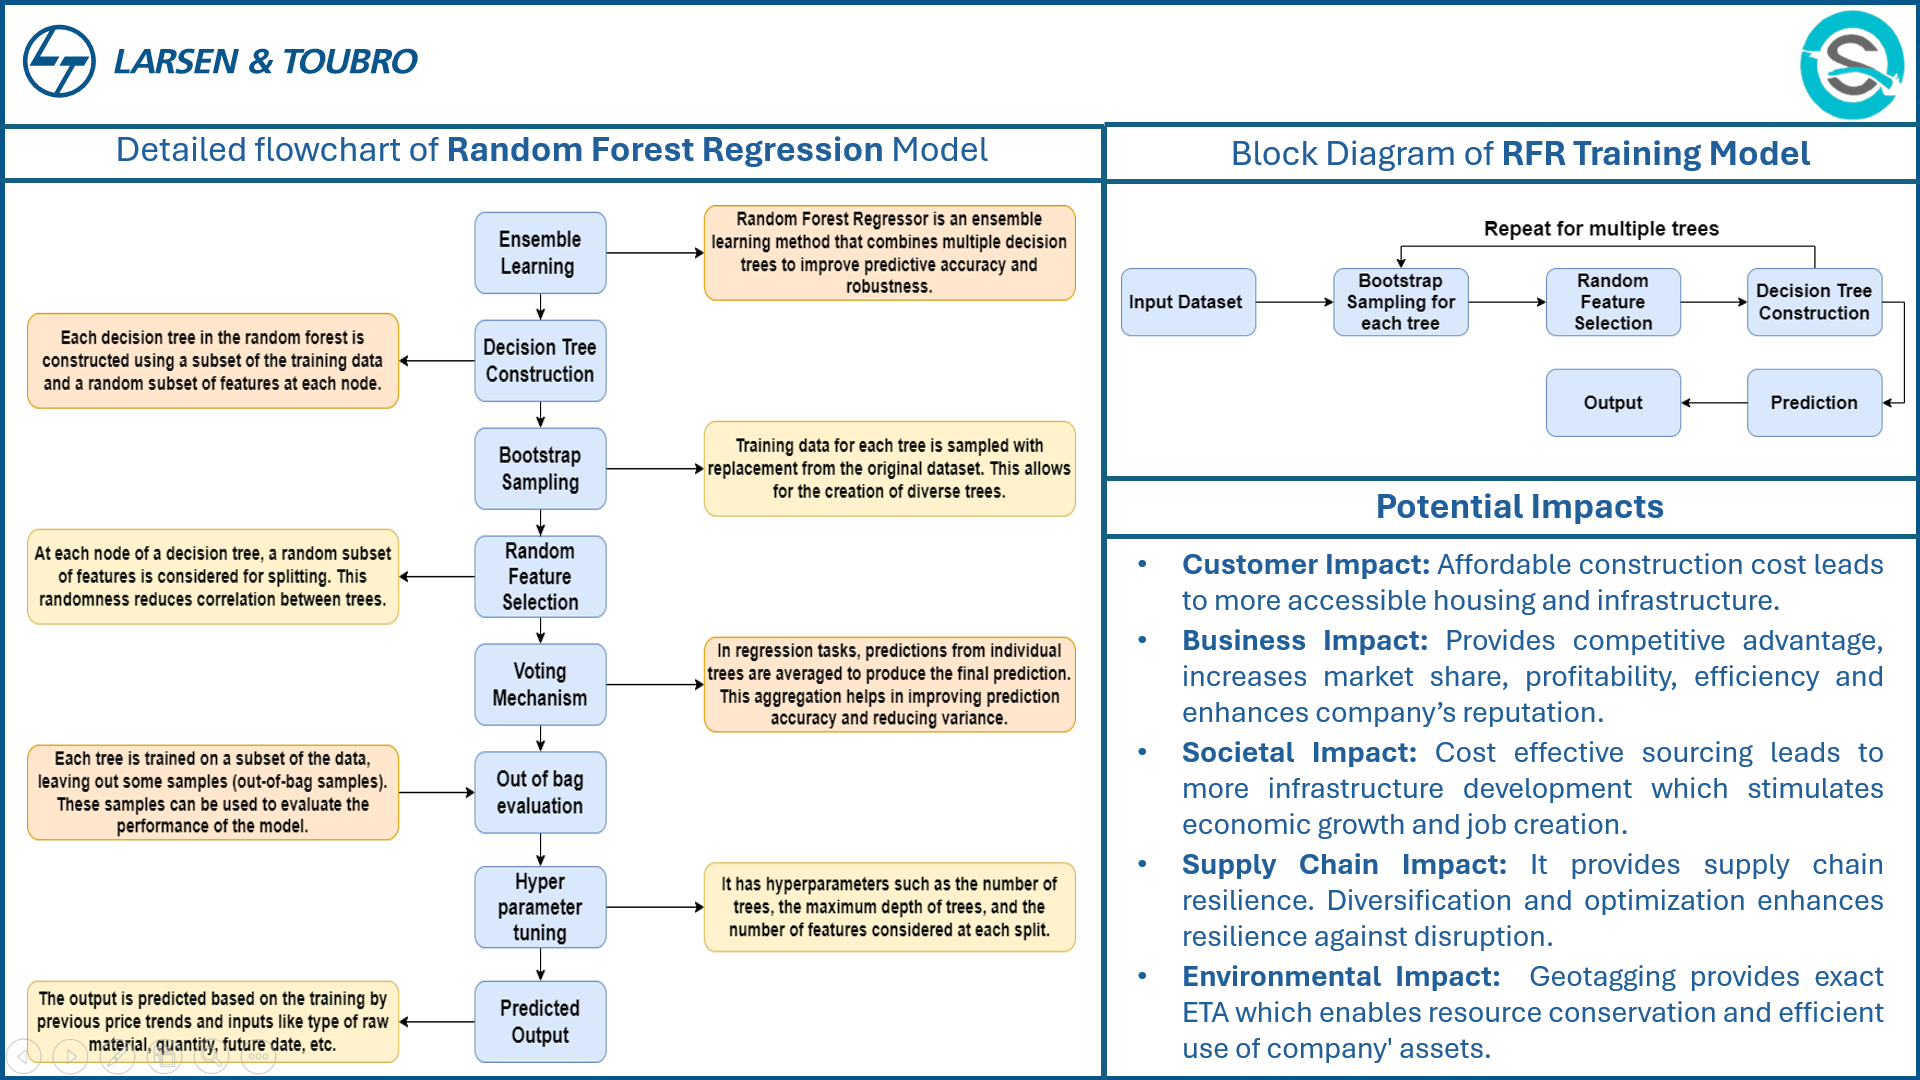 LARSEN & TOUBRO
Detailed flowchart of Random Forest Regression Model
Ensemble
Learning
Random Forest Regressor is an ensemble
learning method that combines multiple decision
trees to improve predictive accuracy and
robustness.
Each decision tree in the random forest is
constructed using a subset of the training data
and a random subset of features at each node.
Decision Tree
Construction
Bootstrap
Sampling
Training data for each tree is sampled with
replacement from the original dataset. This allows
for the creation of diverse trees.
At each node of a decision tree, a random subset
of features is considered for splitting. This
randomness reduces correlation between trees.
Random
Feature
Selection
Voting
Mechanism
In regression tasks, predictions from individual
trees are averaged to produce the final prediction.
This aggregation helps in improving prediction
accuracy and reducing variance.
Each tree is trained on a subset of the data,
leaving out some samples (out-of-bag samples).
These samples can be used to evaluate the
performance of the model.
Out of bag
evaluation
Hyper
parameter
tuning
It has hyperparameters such as the number of
trees, the maximum depth of trees, and the
number of features considered at each split.
The output is predicted based on the training by
previous price trends and inputs like type of raw
material, quantity, future date, etc.
Predicted
Output
Block Diagram of RFR Training Model
Repeat for multiple trees
Input Dataset
Bootstrap
Sampling for
each tree
Random
Feature
Selection
Decision Tree
Construction
Output
Prediction
Potential Impacts
• Customer Impact: Affordable construction cost leads
to more accessible housing and infrastructure.
• Business Impact: Provides competitive advantage,
increases market share, profitability, efficiency and
enhances company’s reputation.
• Societal Impact: Cost effective sourcing leads to
more infrastructure development which stimulates
economic growth and job creation.
• Supply Chain Impact: It provides supply chain
resilience. Diversification and optimization enhances
resilience against disruption.
• Environmental Impact: Geotagging provides exact
ETA which enables resource conservation and efficient
use of company' assets.